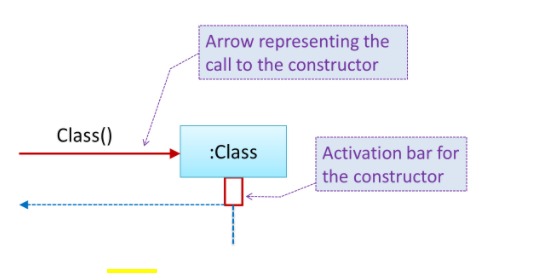 Arrow representing the
call to the constructor
Class()
:Class
Activation bar for
the constructor